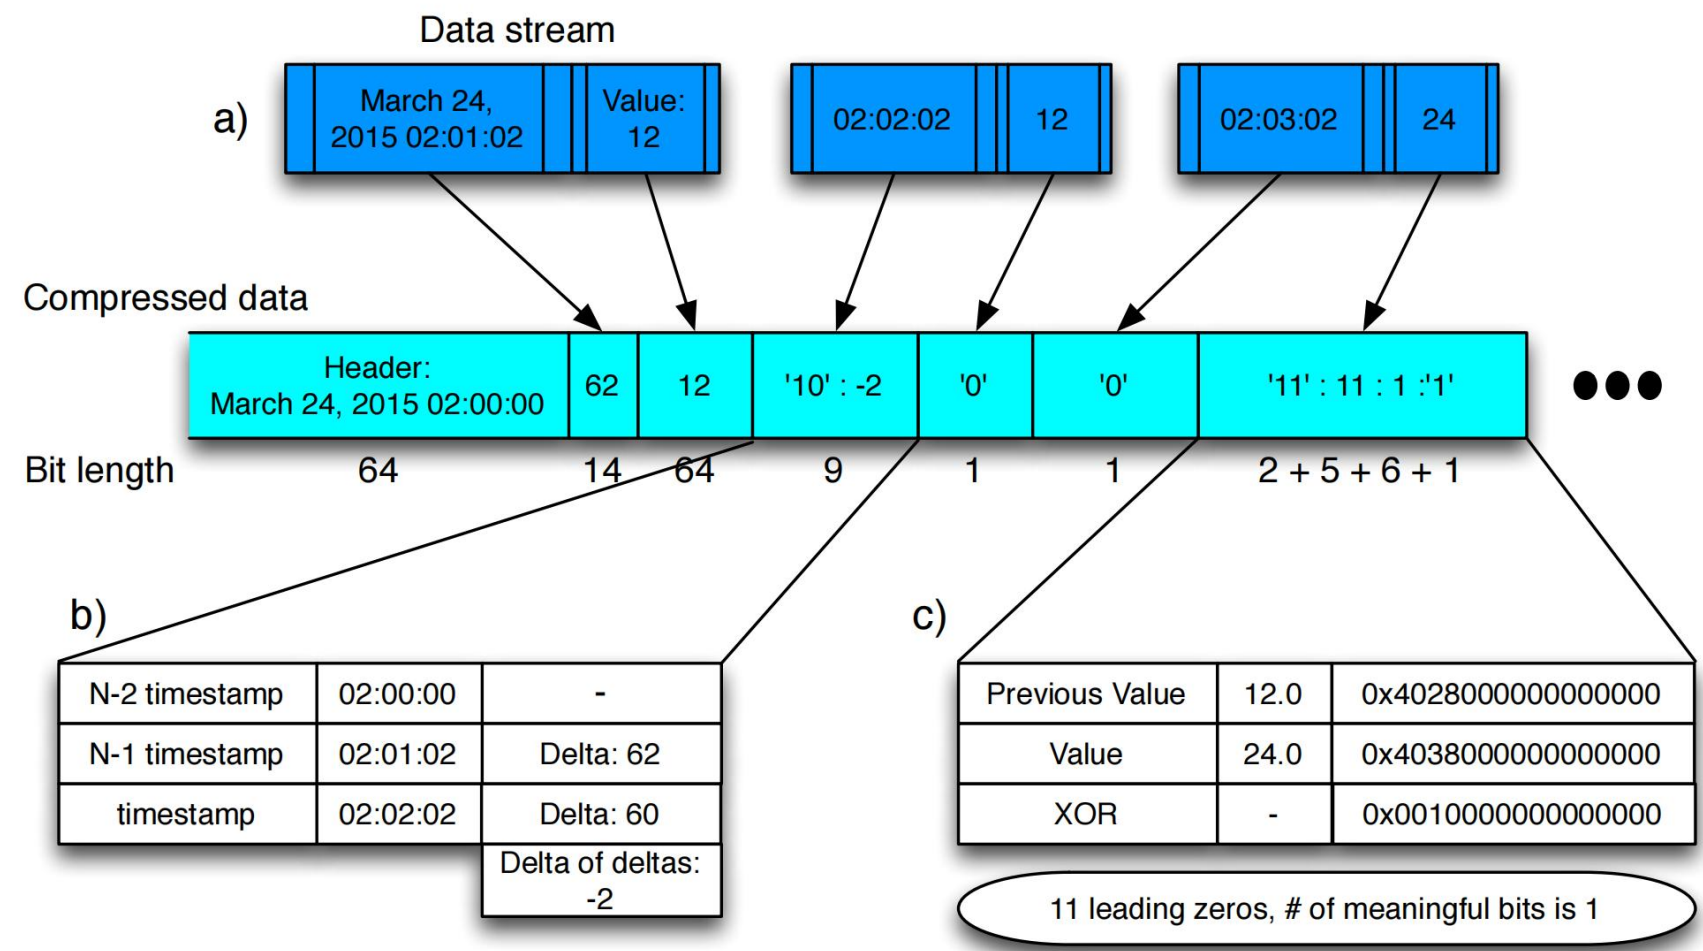 Data stream
a)
March 24,
2015 02:01:02
Value:
12
02:02:02
12
02:03:02
24
Compressed data
Header:
March 24, 2015 02:00:00
62
12
'10' : -2
'0'
'0'
'11' : 11 : 1 :'1'
Bit length
64
14
64
9
1
1
2 + 5 + 6 + 1
b)
N-2 timestamp
02:00:00
-
N-1 timestamp
02:01:02
Delta: 62
timestamp
02:02:02
Delta: 60
Delta of deltas:
-2
c)
Previous Value
12.0
0x4028000000000000
Value
24.0
0x4038000000000000
XOR
-
0x0010000000000000
11 leading zeros, # of meaningful bits is 1